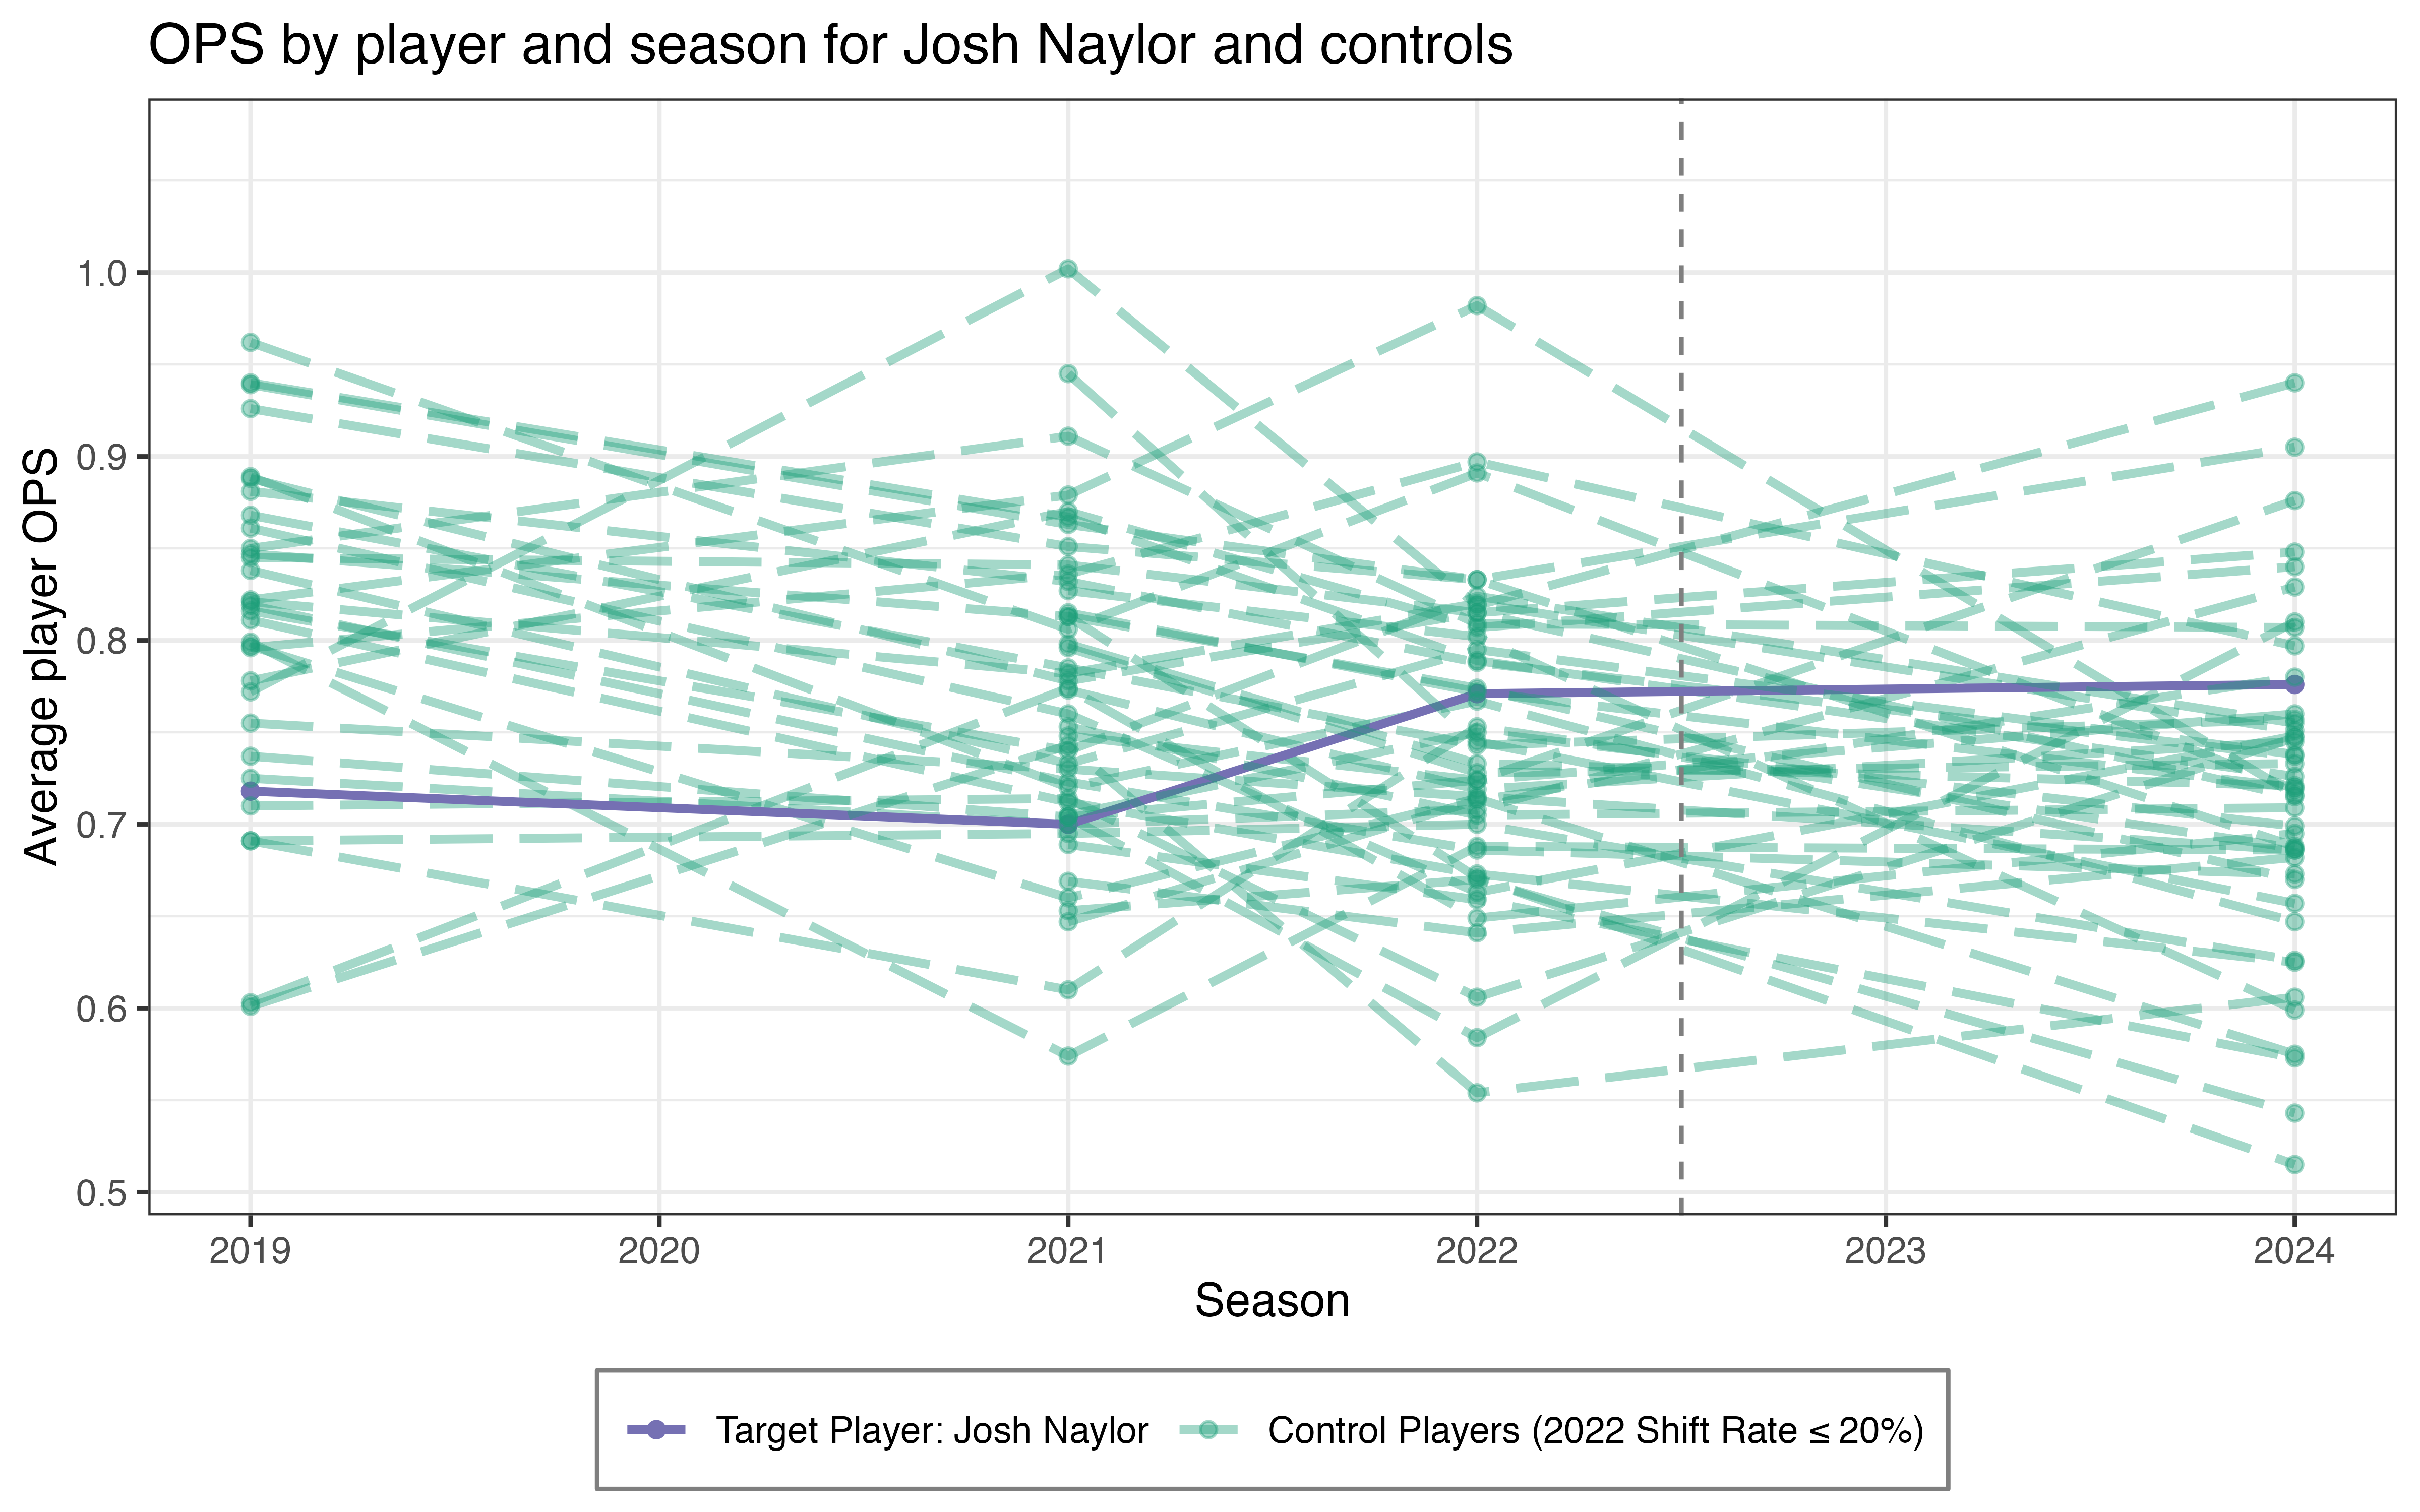 OPS by player and season for Josh Naylor and controls
Average player OPS
1.0
0.9
0.8
0.7
0.6
0.5
2019 2020 2021 2022 2023 2024
Season
Target Player: Josh Naylor Control Players (2022 Shift Rate ≤ 20%)